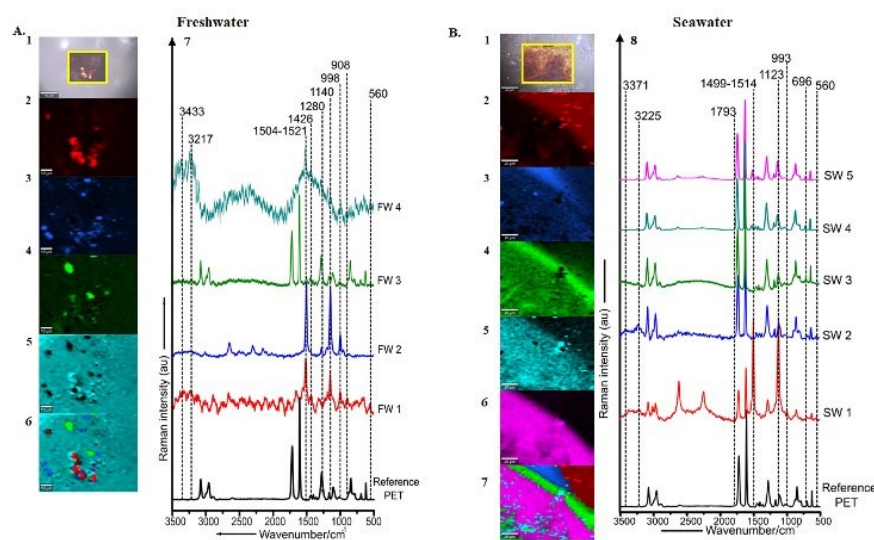 Freshwater
A.
1
2
3
4
5
6
7
908
998
1140
1280
1426
1504-1521
3433
3217
FW 4
FW 3
FW 2
FW 1
Reference
PET
Raman intensity (au)
3500 3000 2500 2000 1500 1000 500
Wavenumber/cm⁻¹
Seawater
B.
1
2
3
4
5
6
7
8
993
1499-1514
1123
3371
696
560
3225
1793
560
SW 5
SW 4
SW 3
SW 2
SW 1
Reference
PET
Raman intensity (au)
3500 3000 2500 2000 1500 1000 500
Wavenumber/cm